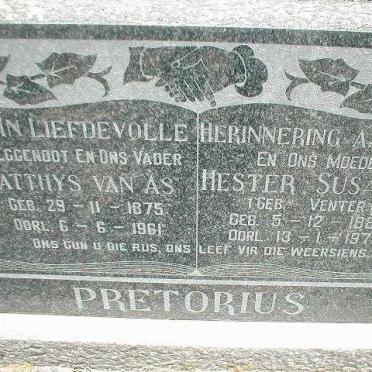 IN LIEFDEVOLLE HERINNERING A
EGGENOOT EN ONS VADER
EN ONS MOEDE
ATTHYS VAN AS
HESTER SUS
GEB. 29 - 11 - 1875
(GEB. VENTER
OORL. 6 - 6 - 1961
GEB. 5 - 12 - 18
OORL. 13 - 1 - 197
ONS GUN U DIE RUS, ONS LEEF VIR DIE WEERSIENS.
PRETORIUS